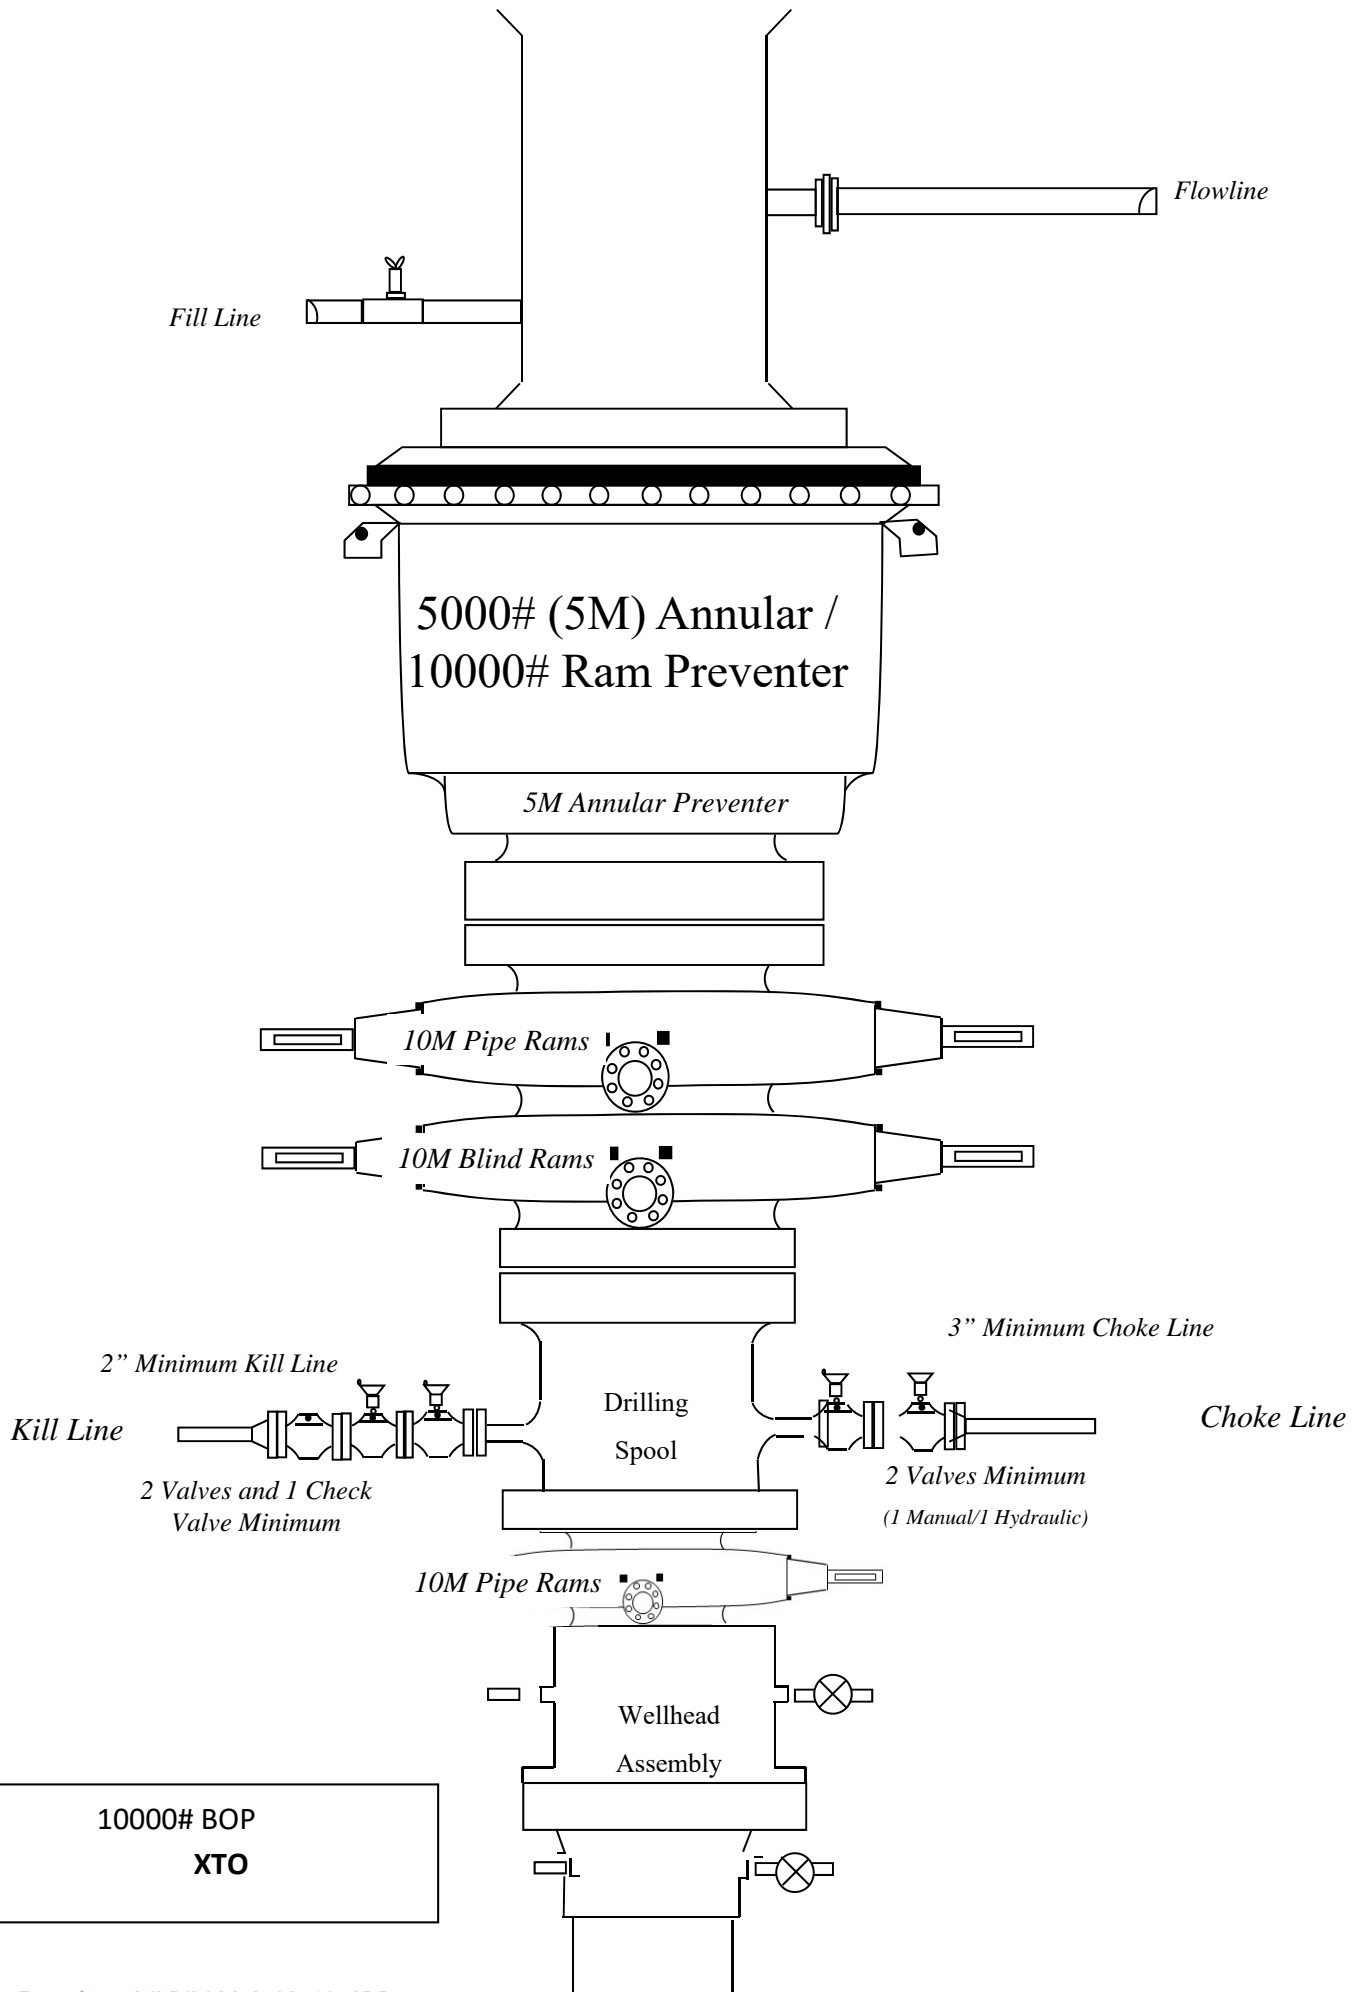 Flowline
Fill Line
5000# (5M) Annular /
10000# Ram Preventer
5M Annular Preventer
10M Pipe Rams
10M Blind Rams
3” Minimum Choke Line
2” Minimum Kill Line
Drilling
Spool
Kill Line
Choke Line
2 Valves and 1 Check
Valve Minimum
2 Valves Minimum
(1 Manual/1 Hydraulic)
10M Pipe Rams
Wellhead
Assembly
10000# BOP
XTO